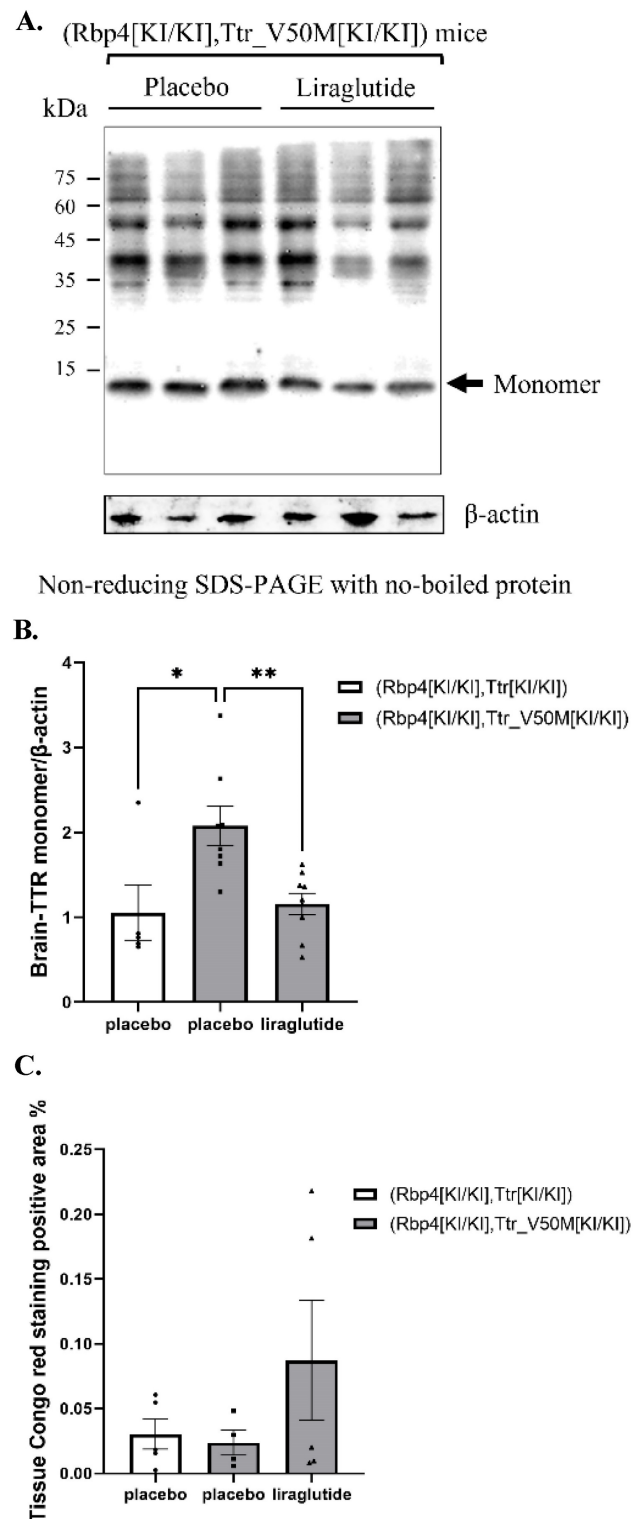 A.
(Rbp4[KI/KI],Ttr_V50M[KI/KI]) mice
Placebo Liraglutide
kDa
75
60
45
35
25
15
Monomer
β-actin
Non-reducing SDS-PAGE with no-boiled protein
B.
Brain-TTR monomer/β-actin
4
3
2
1
0
* **
placebo placebo liraglutide
(Rbp4[KI/KI],Ttr[KI/KI])
(Rbp4[KI/KI],Ttr_V50M[KI/KI])
C.
Tissue Congo red staining positive area %
0.25
0.20
0.15
0.10
0.05
0.00
placebo placebo liraglutide
(Rbp4[KI/KI],Ttr[KI/KI])
(Rbp4[KI/KI],Ttr_V50M[KI/KI])